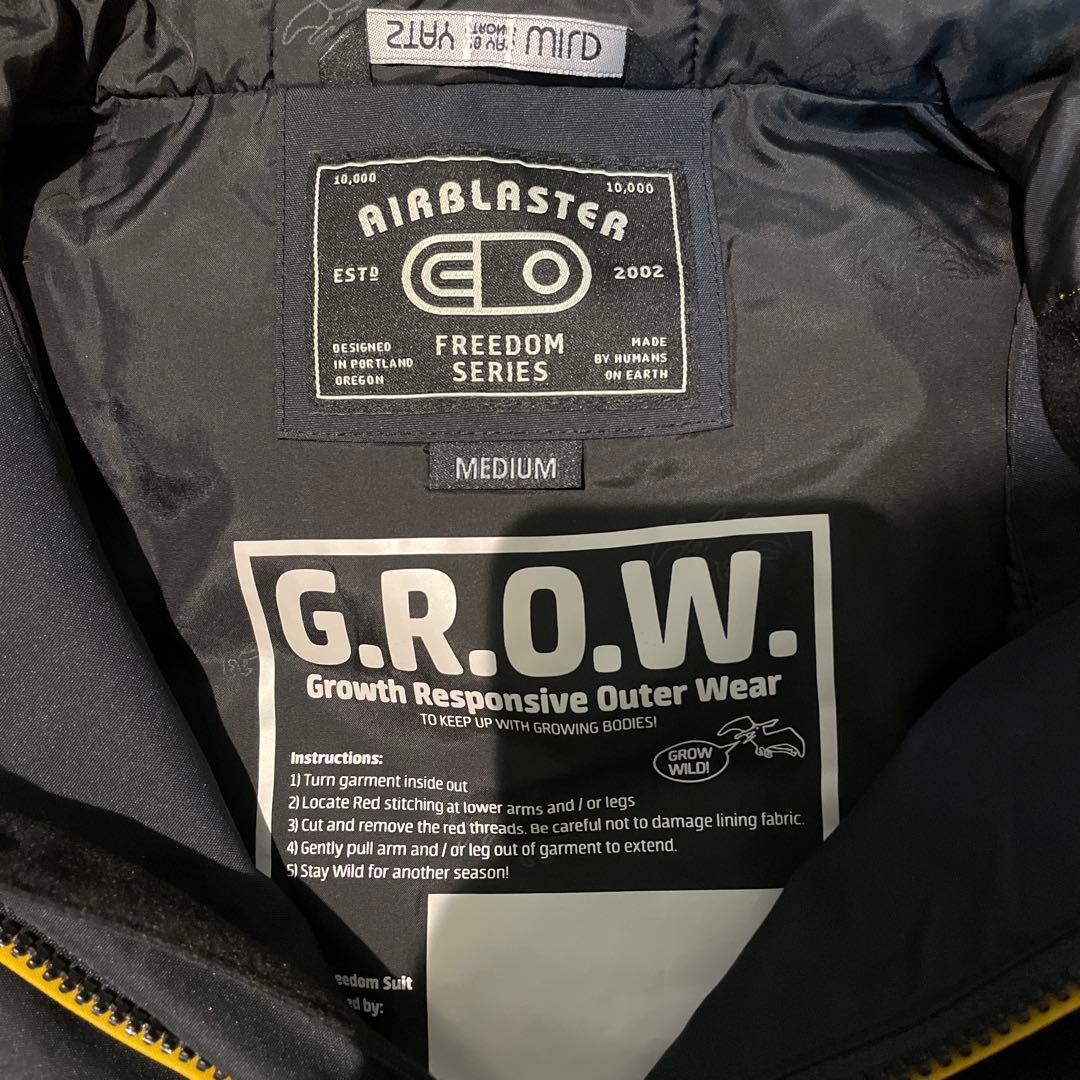 STAY WILD
10,000 10,000
AIRBLASTER
ESTD 2002
DESIGNED
IN PORTLAND
OREGON
FREEDOM
SERIES
MADE
BY HUMANS
ON EARTH
MEDIUM
G.R.O.W.
Growth Responsive Outer Wear
TO KEEP UP WITH GROWING BODIES!
GROW
WILD!
Instructions:
1) Turn garment inside out
2) Locate Red stitching at lower arms and / or legs
3) Cut and remove the red threads. Be careful not to damage lining fabric.
4) Gently pull arm and / or leg out of garment to extend.
5) Stay Wild for another season!
eedom Suit
ed by: